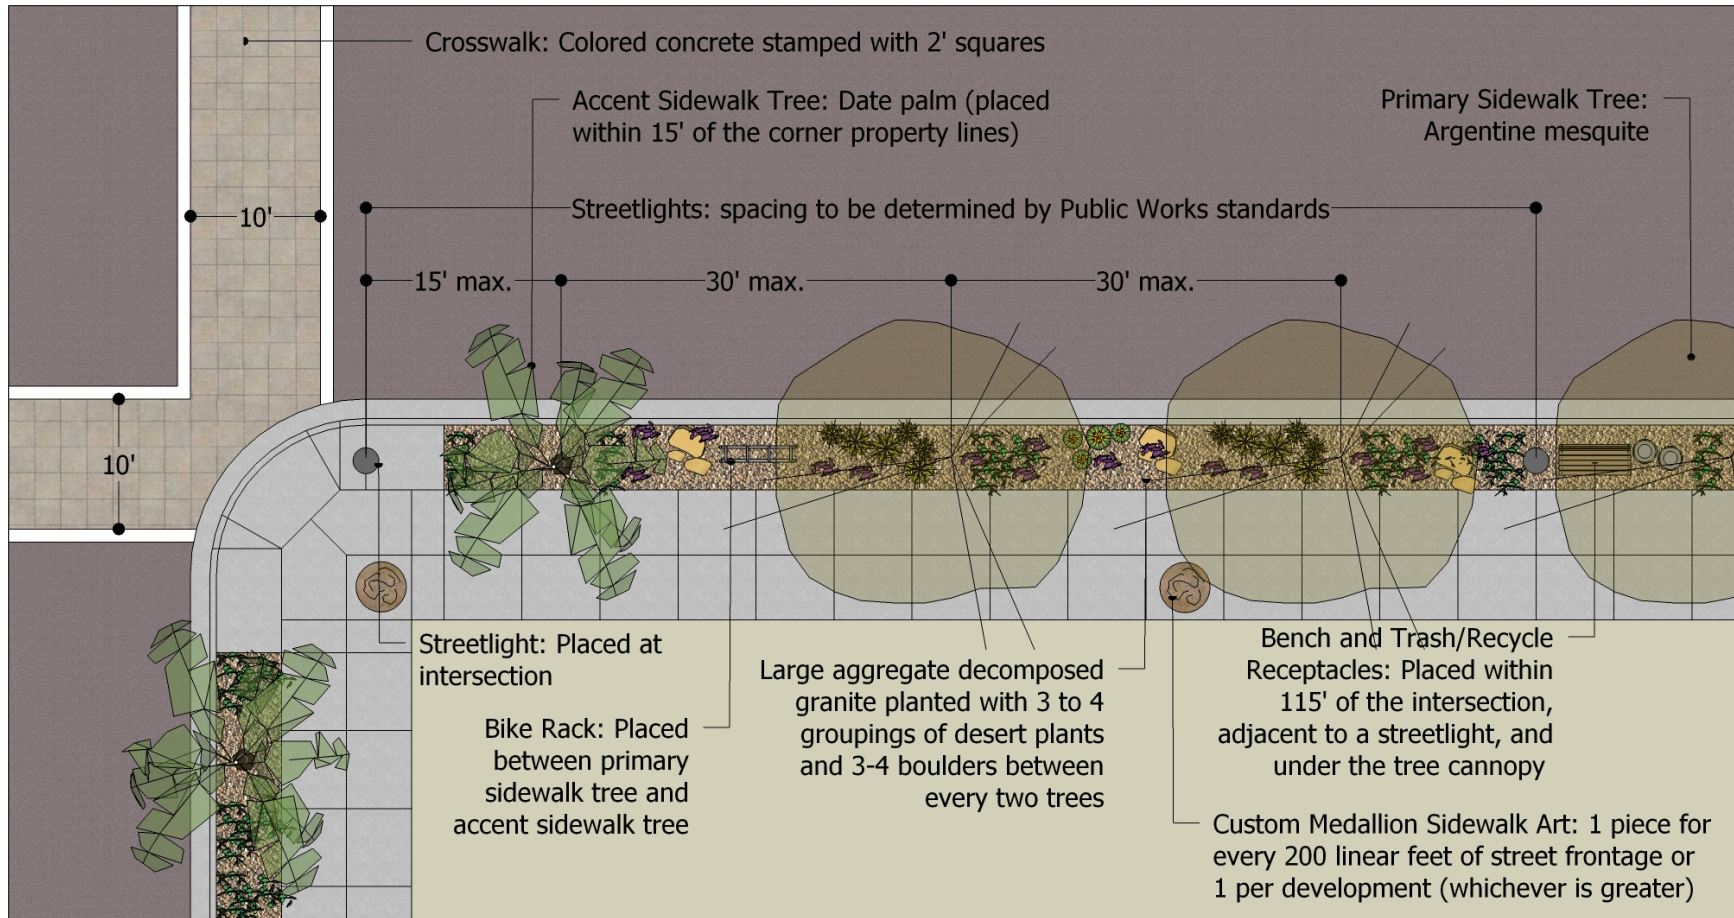 Crosswalk: Colored concrete stamped with 2' squares
Accent Sidewalk Tree: Date palm (placed
within 15' of the corner property lines)
Primary Sidewalk Tree:
Argentine mesquite
10'
Streetlights: spacing to be determined by Public Works standards
15' max.
30' max.
30' max.
10'
Streetlight: Placed at
intersection
Bike Rack: Placed
between primary
sidewalk tree and
accent sidewalk tree
Large aggregate decomposed
granite planted with 3 to 4
groupings of desert plants
and 3-4 boulders between
every two trees
Bench and Trash/Recycle
Receptacles: Placed within
115' of the intersection,
adjacent to a streetlight, and
under the tree cannopy
Custom Medallion Sidewalk Art: 1 piece for
every 200 linear feet of street frontage or
1 per development (whichever is greater)